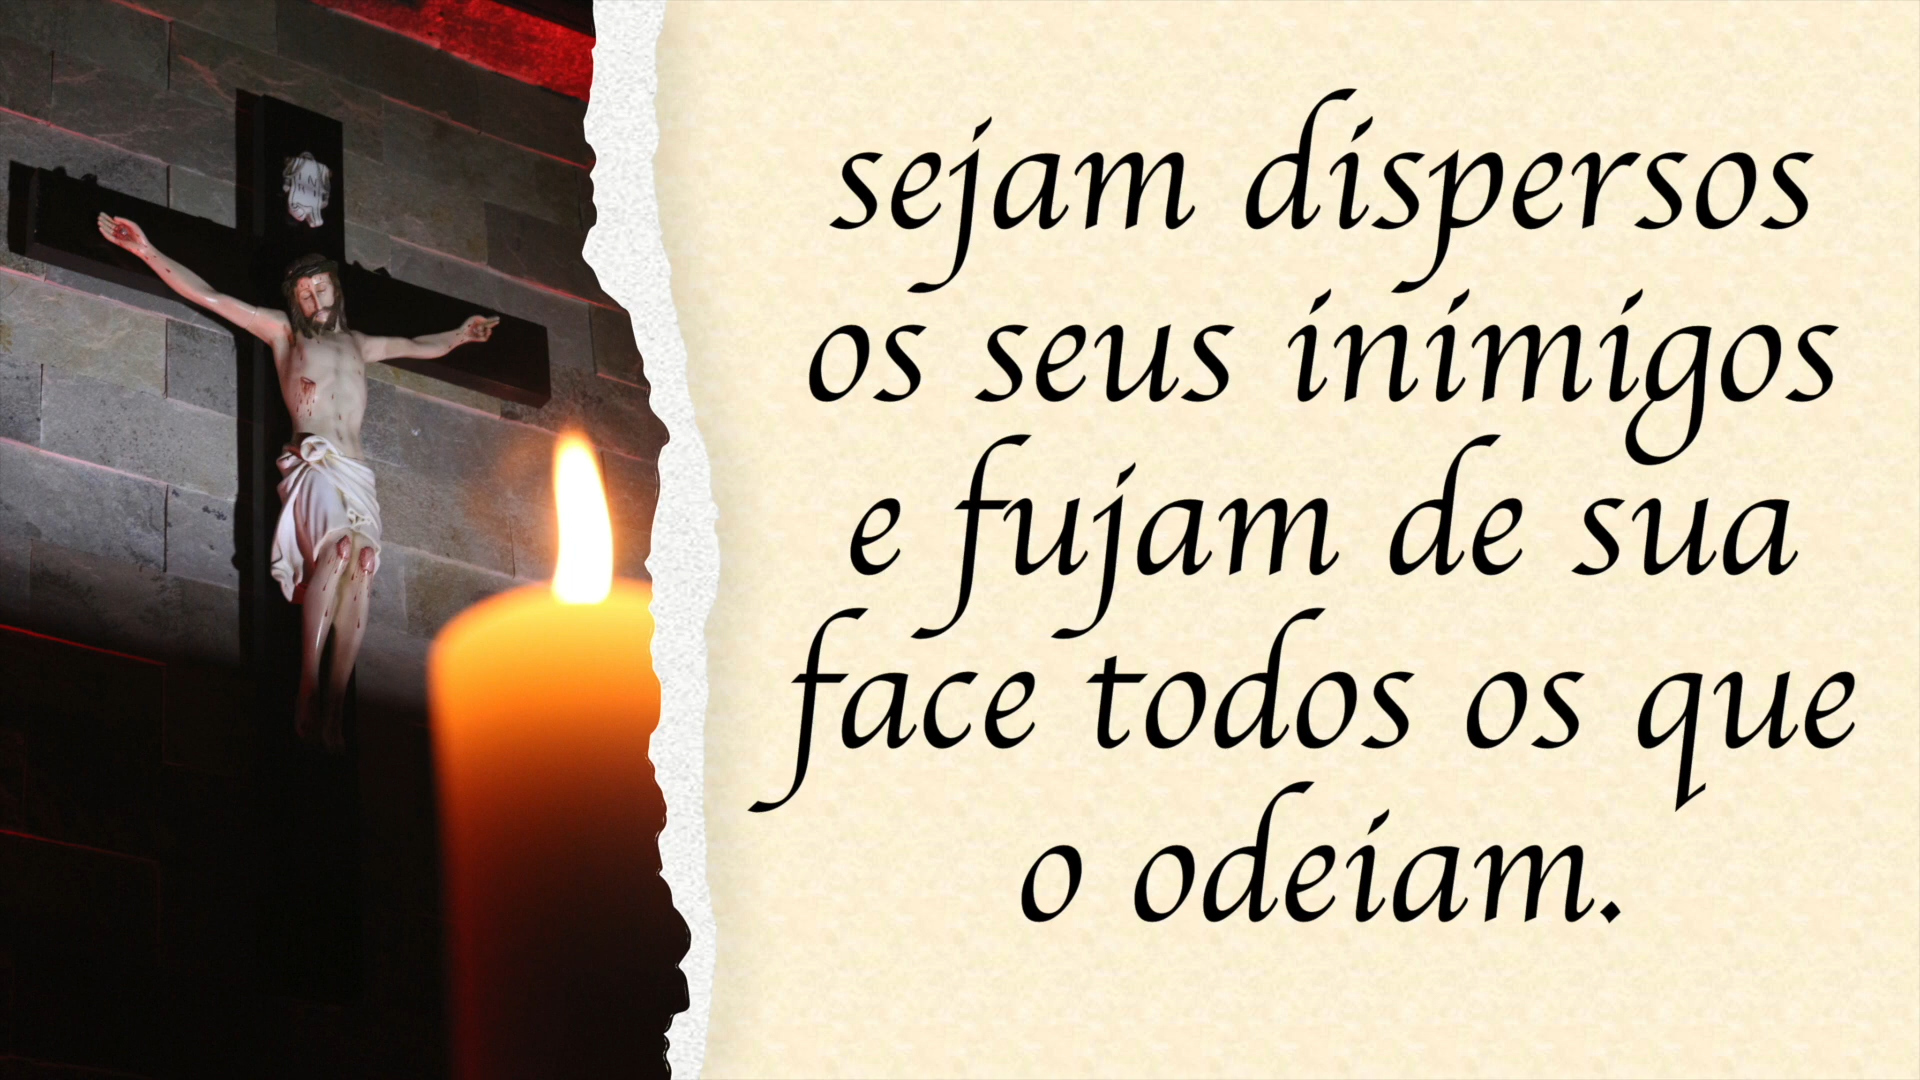 sejam dispersos
os seus inimigos
e fujam de sua
face todos os que
o odeiam.